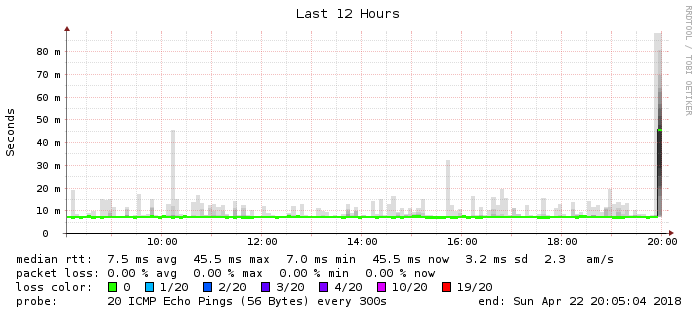 Last 12 Hours
RRDTOOL / TOBI OETIKER
Seconds
80 m
70 m
60 m
50 m
40 m
30 m
20 m
10 m
0
10:00 12:00 14:00 16:00 18:00 20:00
median rtt: 7.5 ms avg 45.5 ms max 7.0 ms min 45.5 ms now 3.2 ms sd 2.3 am/s
packet loss: 0.00 % avg 0.00 % max 0.00 % min 0.00 % now
loss color: 0 1/20 2/20 3/20 4/20 10/20 19/20
probe: 20 ICMP Echo Pings (56 Bytes) every 300s end: Sun Apr 22 20:05:04 2018